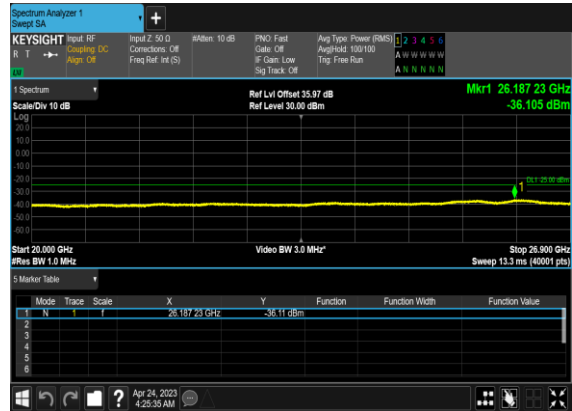 Spectrum Analyzer 1
Swept SA
+
KEYSIGHT Input: RF
R T Coupling: DC
Align: Off
LW
Input Z: 50 Ω
Corrections: Off
Freq Ref: Int (S)
#Atten: 10 dB
PNO: Fast
Gate: Off
IF Gain: Low
Sig Track: Off
Avg Type: Power (RMS)
Avg|Hold: 100/100
Trig: Free Run
1 2 3 4 5 6
A W W W W W
A N N N N N
1 Spectrum
Scale/Div 10 dB
Ref Lvl Offset 35.97 dB
Ref Level 30.00 dBm
Mkr1 26.187 23 GHz
-36.105 dBm
Log
20.0
10.0
0.00
-10.0
-20.0
-30.0
-40.0
-50.0
-60.0
DL1 -25.00 dBm
1
Start 20.000 GHz
#Res BW 1.0 MHz
Video BW 3.0 MHz*
Stop 26.900 GHz
Sweep 13.3 ms (40001 pts)
5 Marker Table
Mode Trace Scale X Y Function Function Width Function Value
1 N 1 f 26.187 23 GHz -36.11 dBm
2
3
4
5
6
? Apr 24, 2023
4:25:35 AM